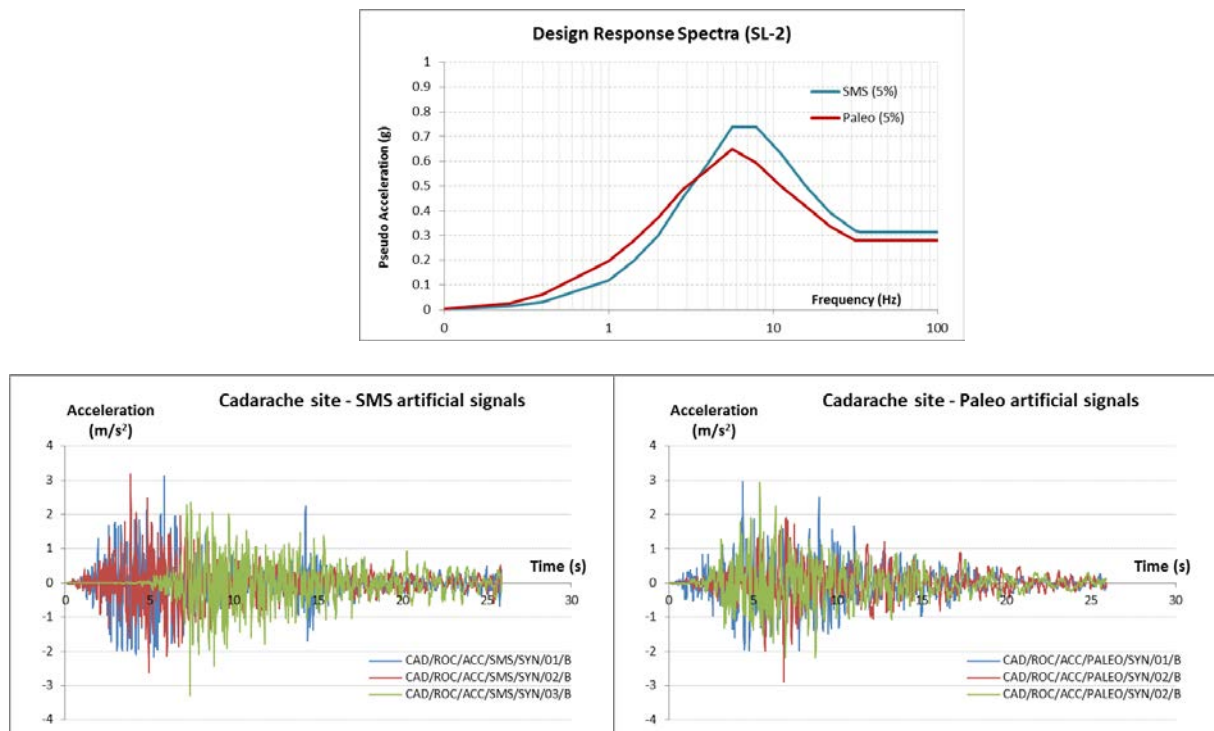 Design Response Spectra (SL-2)
Pseudo Acceleration (g)
1
0.9
0.8
0.7
0.6
0.5
0.4
0.3
0.2
0.1
0
SMS (5%)
Paleo (5%)
Frequency (Hz)
0 1 10 100
Cadarache site - SMS artificial signals
Acceleration
(m/s²)
4
3
2
1
0
-1
-2
-3
-4
Time (s)
0 5 10 15 20 25 30
CAD/ROC/ACC/SMS/SYN/01/B
CAD/ROC/ACC/SMS/SYN/02/B
CAD/ROC/ACC/SMS/SYN/03/B
Cadarache site - Paleo artificial signals
Acceleration
(m/s²)
4
3
2
1
0
-1
-2
-3
-4
Time (s)
0 5 10 15 20 25 30
CAD/ROC/ACC/PALEO/SYN/01/B
CAD/ROC/ACC/PALEO/SYN/02/B
CAD/ROC/ACC/PALEO/SYN/02/B